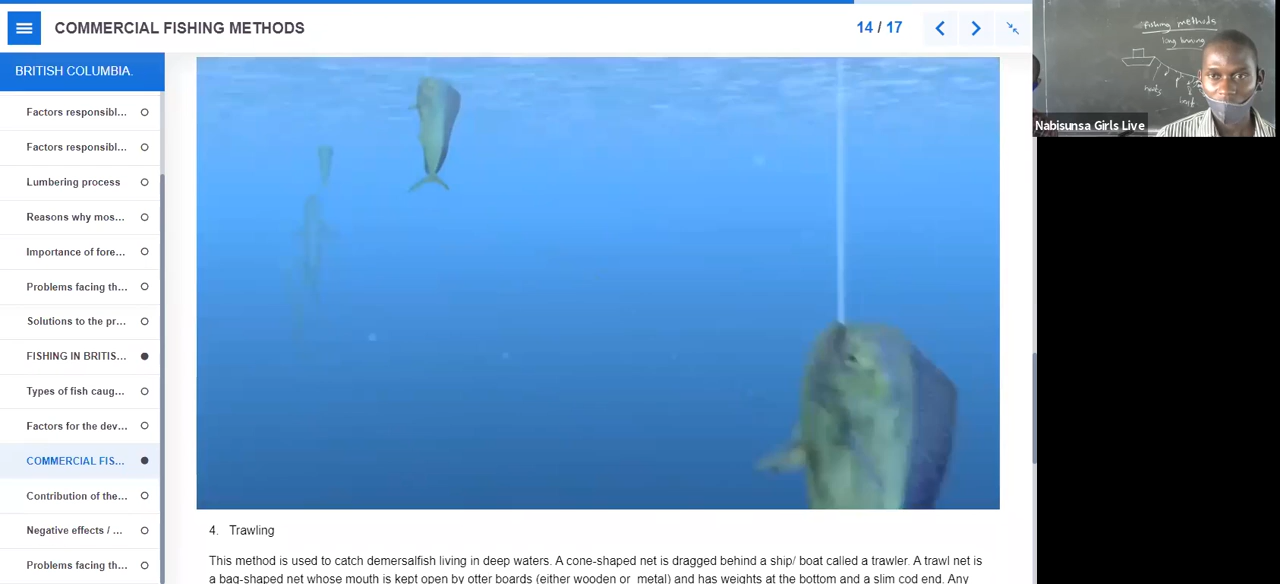 COMMERCIAL FISHING METHODS
14 / 17
BRITISH COLUMBIA.
Factors responsibl...
Factors responsibl...
Lumbering process
Reasons why mos...
Importance of fore...
Problems facing th...
Solutions to the pr...
FISHING IN BRITIS...
Types of fish caug...
Factors for the dev...
COMMERCIAL FIS...
Contribution of the...
Negative effects / ...
Problems facing th...
4. Trawling
This method is used to catch demersalfish living in deep waters. A cone-shaped net is dragged behind a ship/ boat called a trawler. A trawl net is
a bag-shaped net whose mouth is kept open by otter boards (either wooden or metal) and has weights at the bottom and a slim cod end. Any
Fishing methods
long lining
Nabisunsa Girls Live